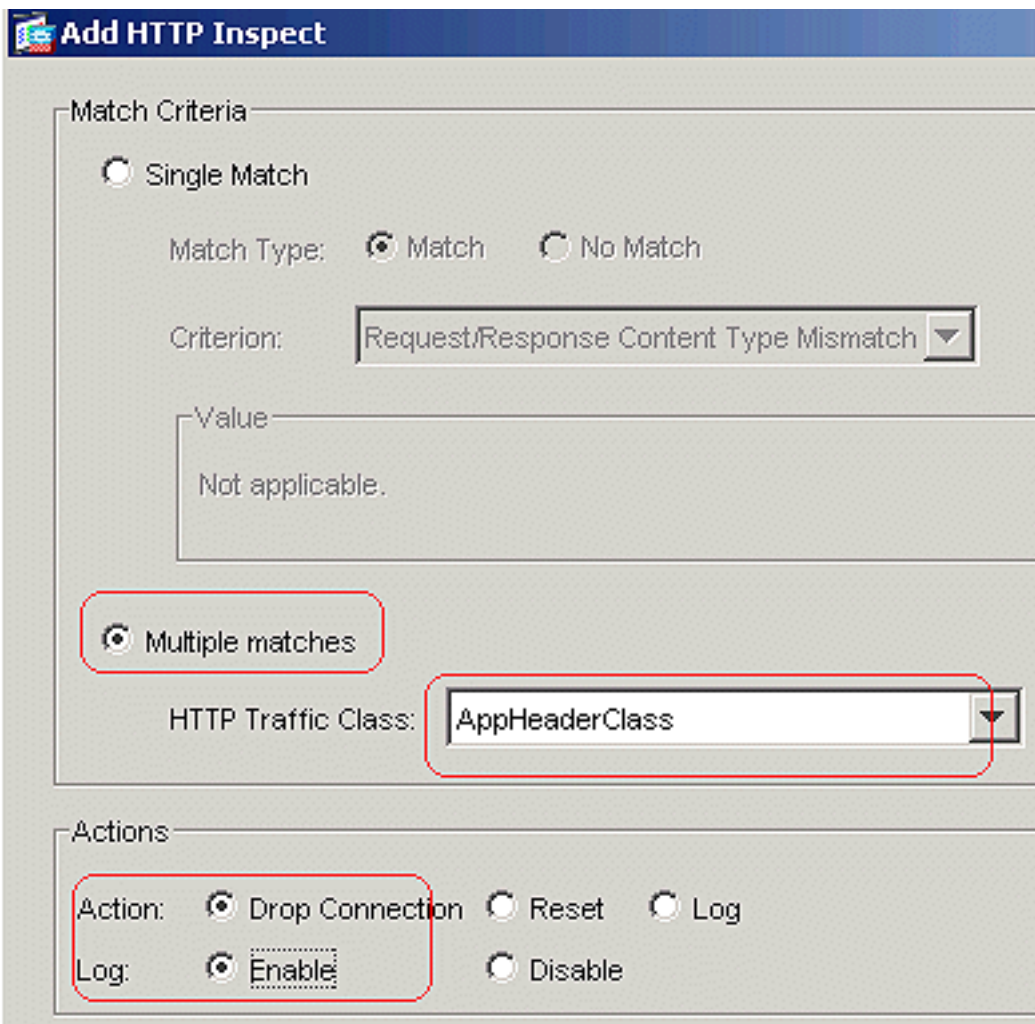 Add HTTP Inspect
Match Criteria
Single Match
Match Type: Match No Match
Criterion: Request/Response Content Type Mismatch
Value
Not applicable.
Multiple matches
HTTP Traffic Class: AppHeaderClass
Actions
Action: Drop Connection Reset Log
Log: Enable Disable